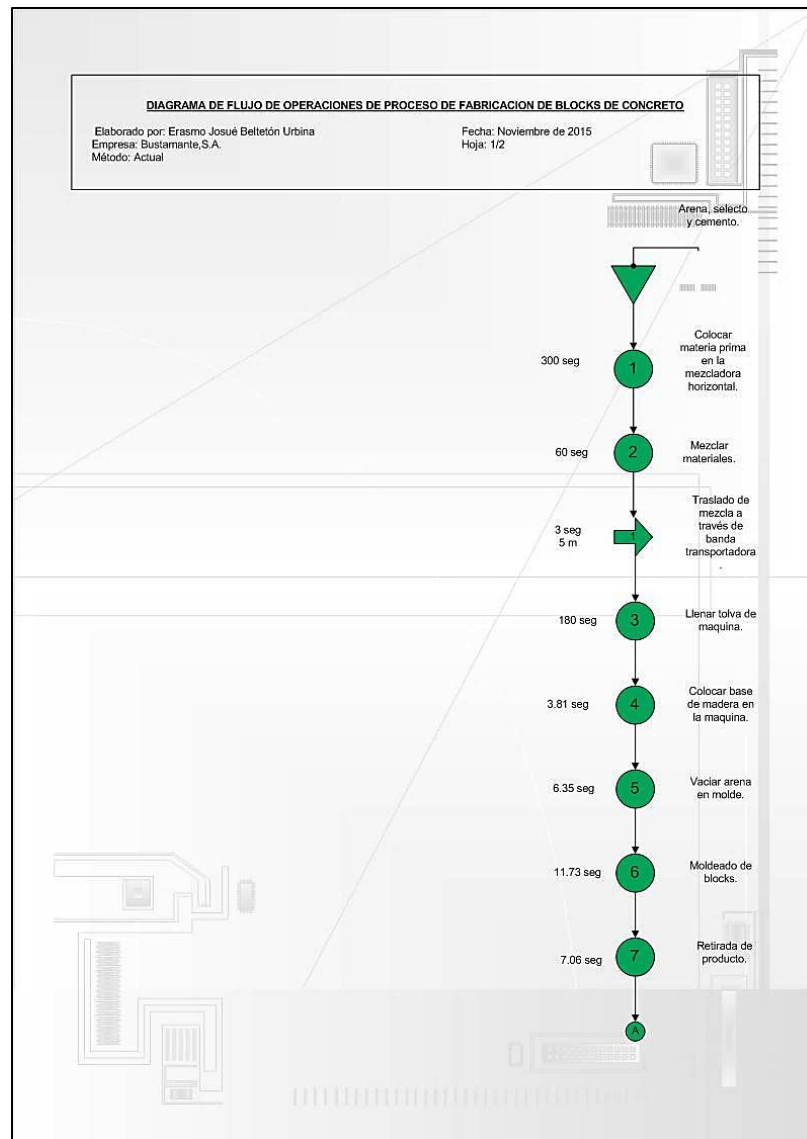 DIAGRAMA DE FLUJO DE OPERACIONES DE PROCESO DE FABRICACION DE BLOCKS DE CONCRETO
Elaborado por: Erasmo Josué Beltetón Urbina
Empresa: Bustamante,S.A.
Método: Actual
Fecha: Noviembre de 2015
Hoja: 1/2
Arena, selecto
y cemento.
300 seg
1
Colocar
materia prima
en la
mezcladora
horizontal.
60 seg
2
Mezclar
materiales.
3 seg
5 m
1
Traslado de
mezcla a
través de
banda
transportadora
.
180 seg
3
Llenar tolva de
maquina.
3.81 seg
4
Colocar base
de madera en
la maquina.
6.35 seg
5
Vaciar arena
en molde.
11.73 seg
6
Moldeado de
blocks.
7.06 seg
7
Retirada de
producto.
A